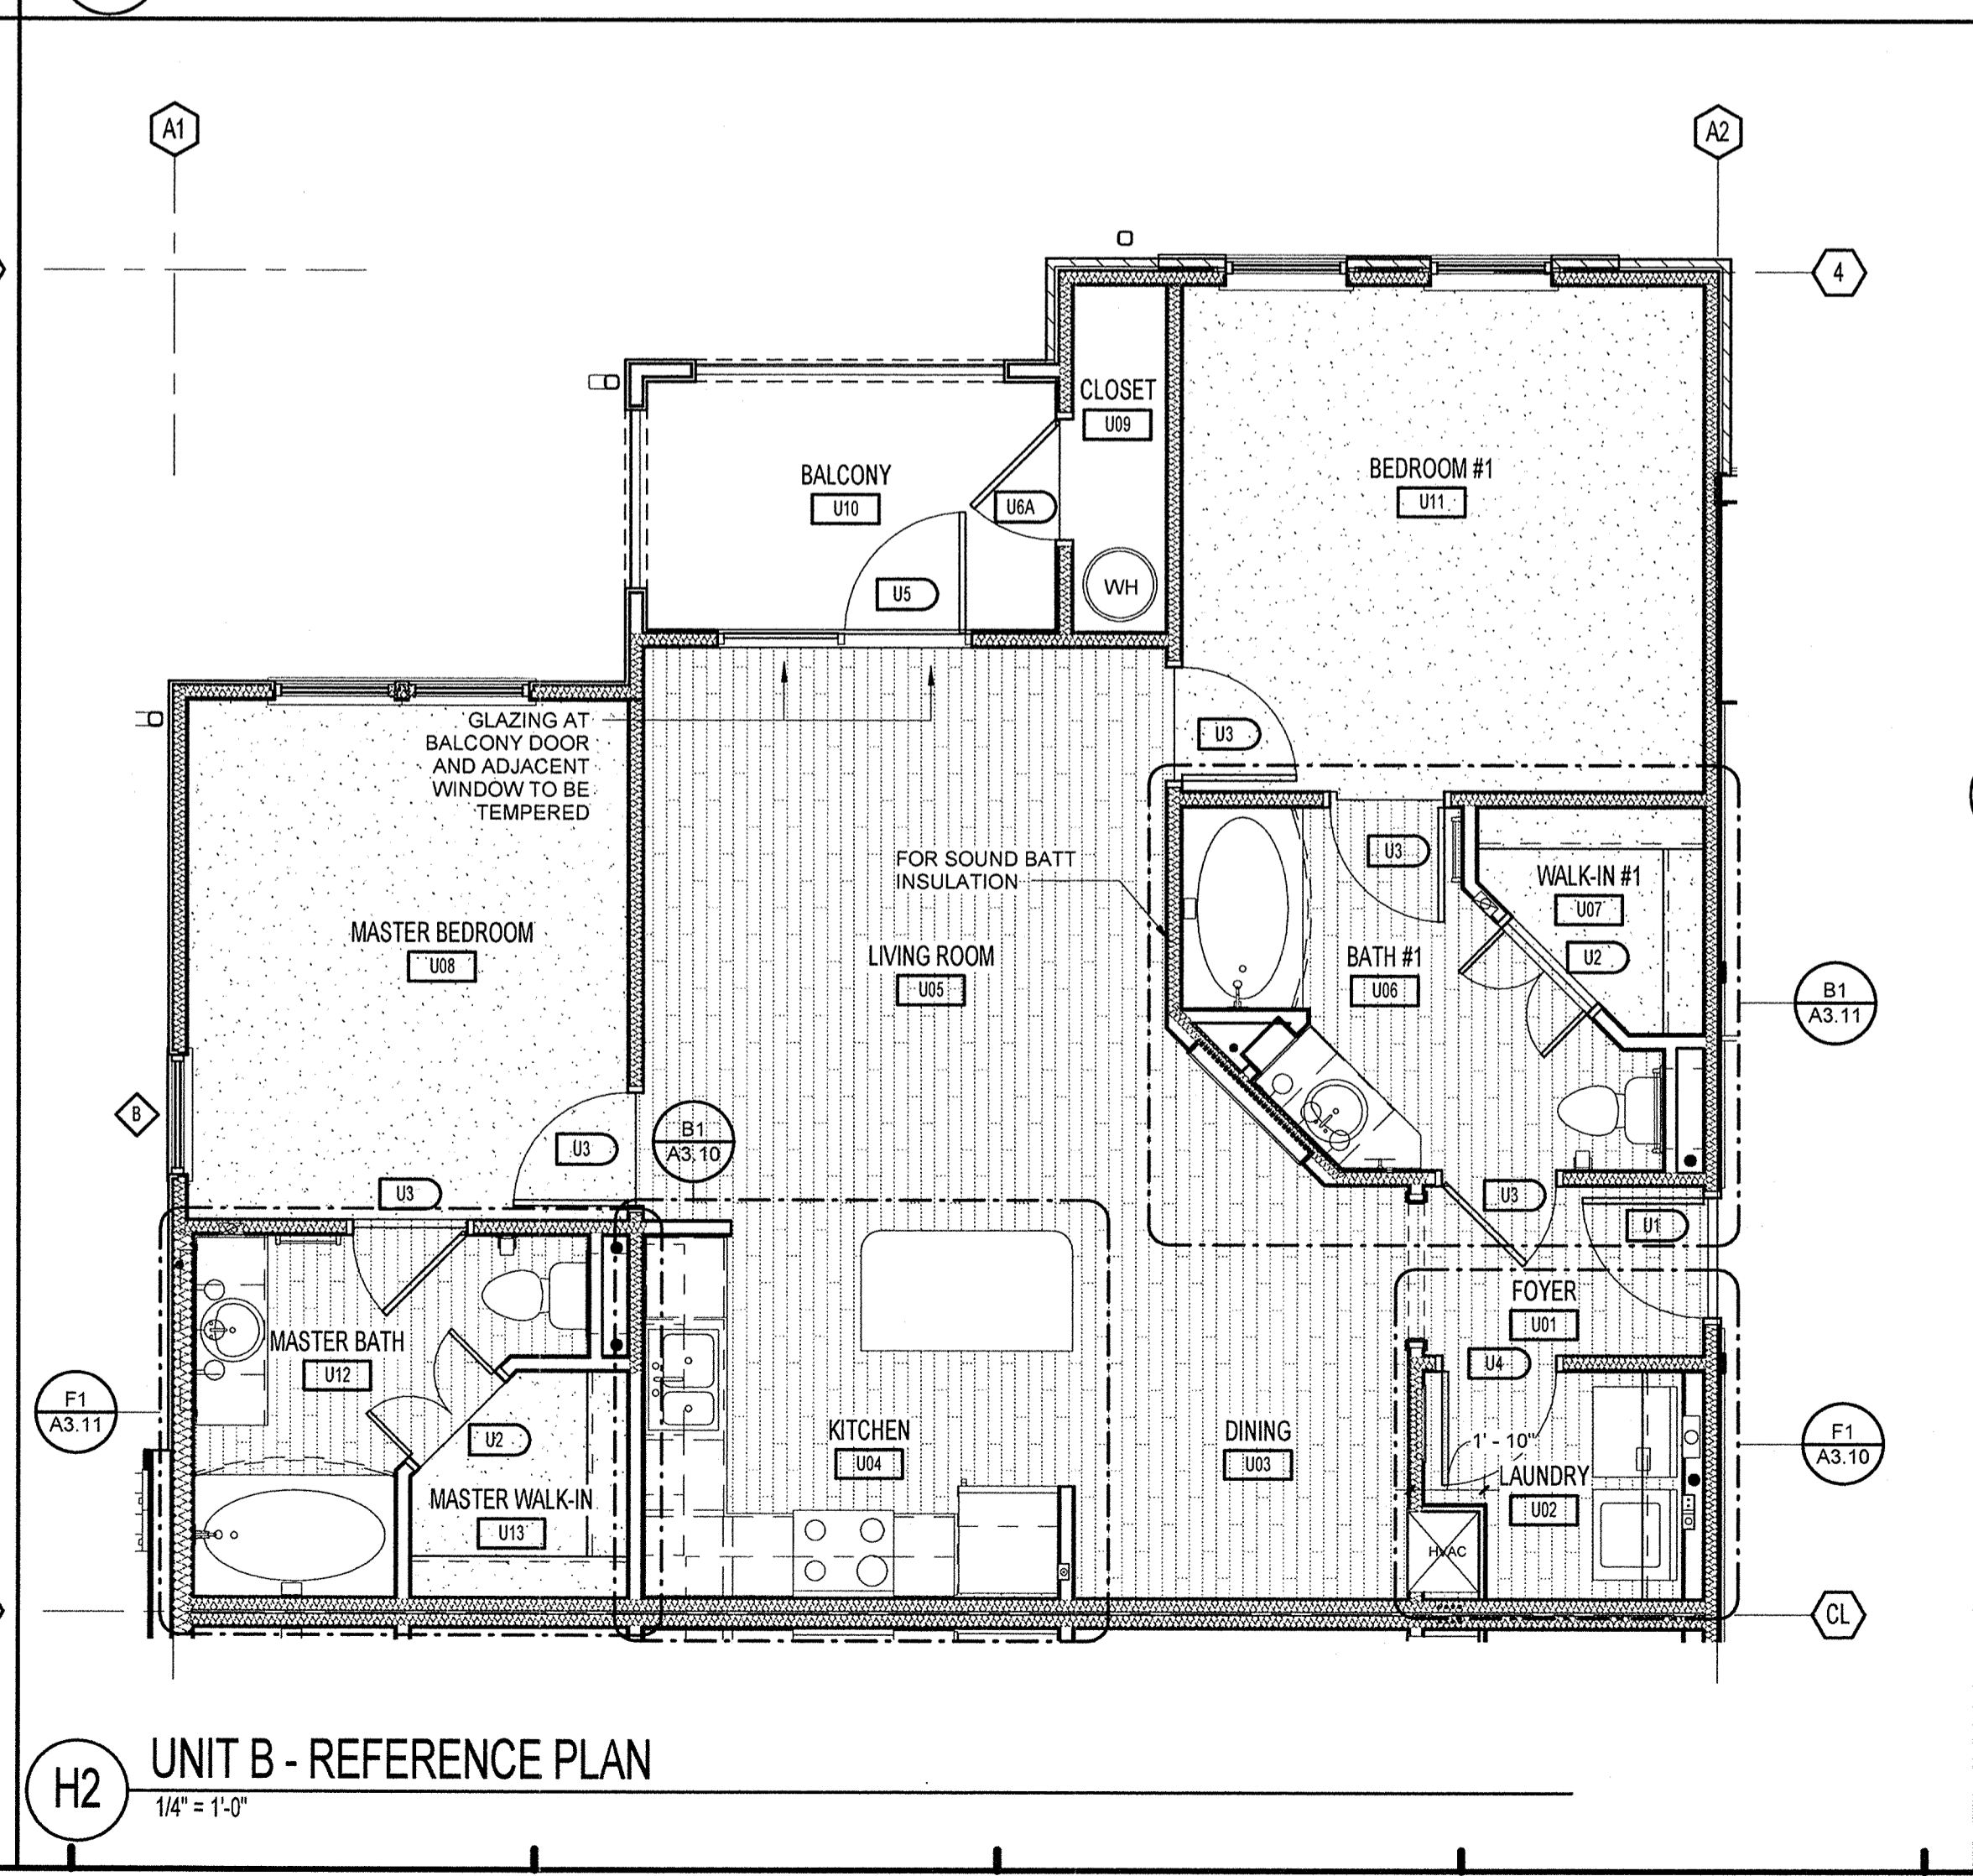 A1
A2
4
CLOSET
U09
BALCONY
U10
U6A
BEDROOM #1
U11
U5
WH
GLAZING AT
BALCONY DOOR
AND ADJACENT
WINDOW TO BE
TEMPERED
U3
FOR SOUND BATT
INSULATION
U3
WALK-IN #1
U07
U2
MASTER BEDROOM
U08
LIVING ROOM
U05
BATH #1
U06
B1
A3.11
B
U3
B1
A3.10
U3
U3
U1
FOYER
U01
MASTER BATH
U12
U4
F1
A3.11
U2
KITCHEN
U04
DINING
U03
1' - 10"
F1
A3.10
LAUNDRY
U02
MASTER WALK-IN
U13
HVAC
CL
H2
UNIT B - REFERENCE PLAN
1/4" = 1'-0"